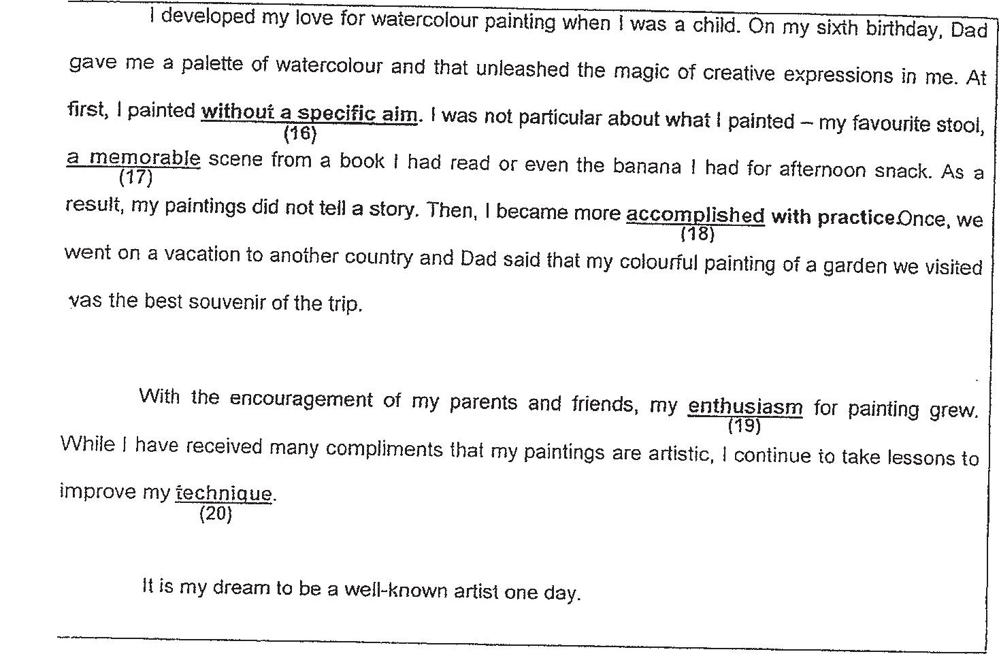 I developed my love for watercolour painting when I was a child. On my sixth birthday, Dad
gave me a palette of watercolour and that unleashed the magic of creative expressions in me. At
first, I painted without a specific aim. I was not particular about what I painted – my favourite stool,
(16)
a memorable scene from a book I had read or even the banana I had for afternoon snack. As a
(17)
result, my paintings did not tell a story. Then, I became more accomplished with practice.Once, we
(18)
went on a vacation to another country and Dad said that my colourful painting of a garden we visited
was the best souvenir of the trip.
With the encouragement of my parents and friends, my enthusiasm for painting grew.
(19)
While I have received many compliments that my paintings are artistic, I continue to take lessons to
improve my technique.
(20)
It is my dream to be a well-known artist one day.